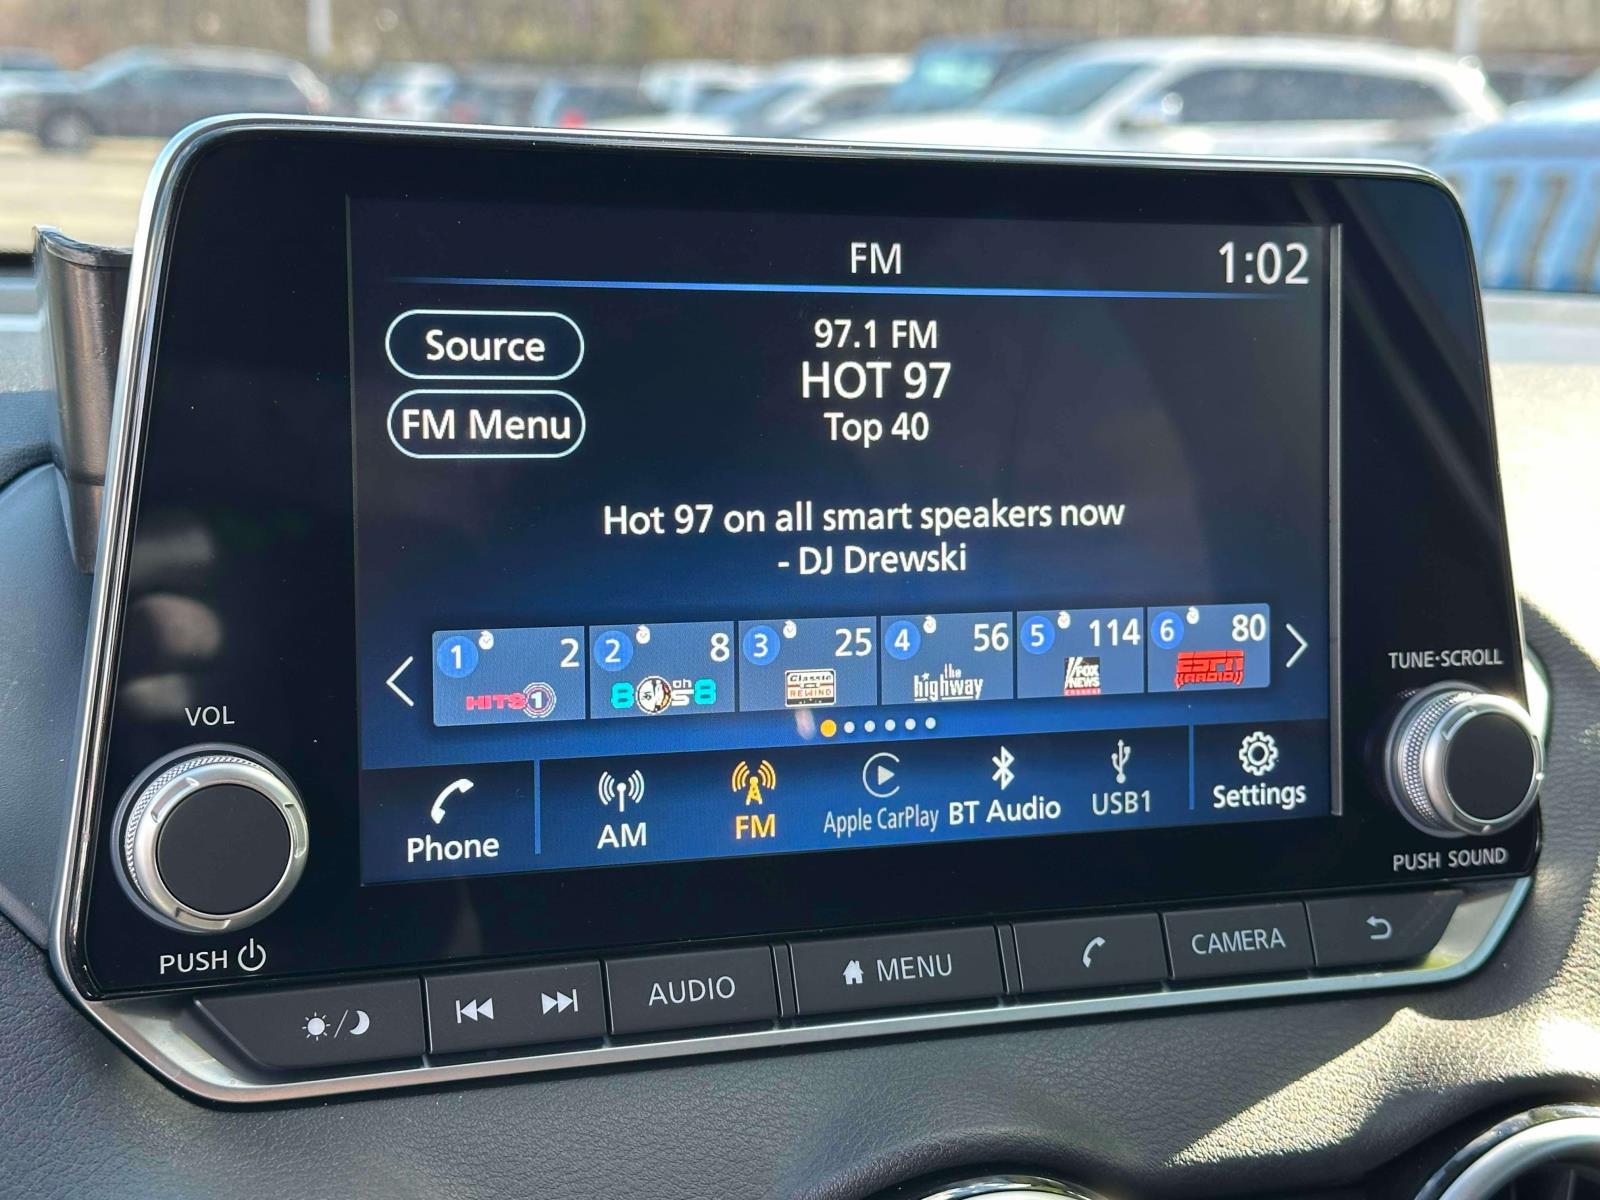 FM
1:02
Source
FM Menu
97.1 FM
HOT 97
Top 40
Hot 97 on all smart speakers now
- DJ Drewski
1 2
HITS 1
2 8
80s on 8
3 25
Classic
REWIND
4 56
the
highway
5 114
FOX
NEWS
CHANNEL
6 80
ESPN
RADIO
Phone
AM
FM
Apple CarPlay
BT Audio
USB1
Settings
VOL
PUSH
TUNE·SCROLL
PUSH SOUND
AUDIO
MENU
CAMERA